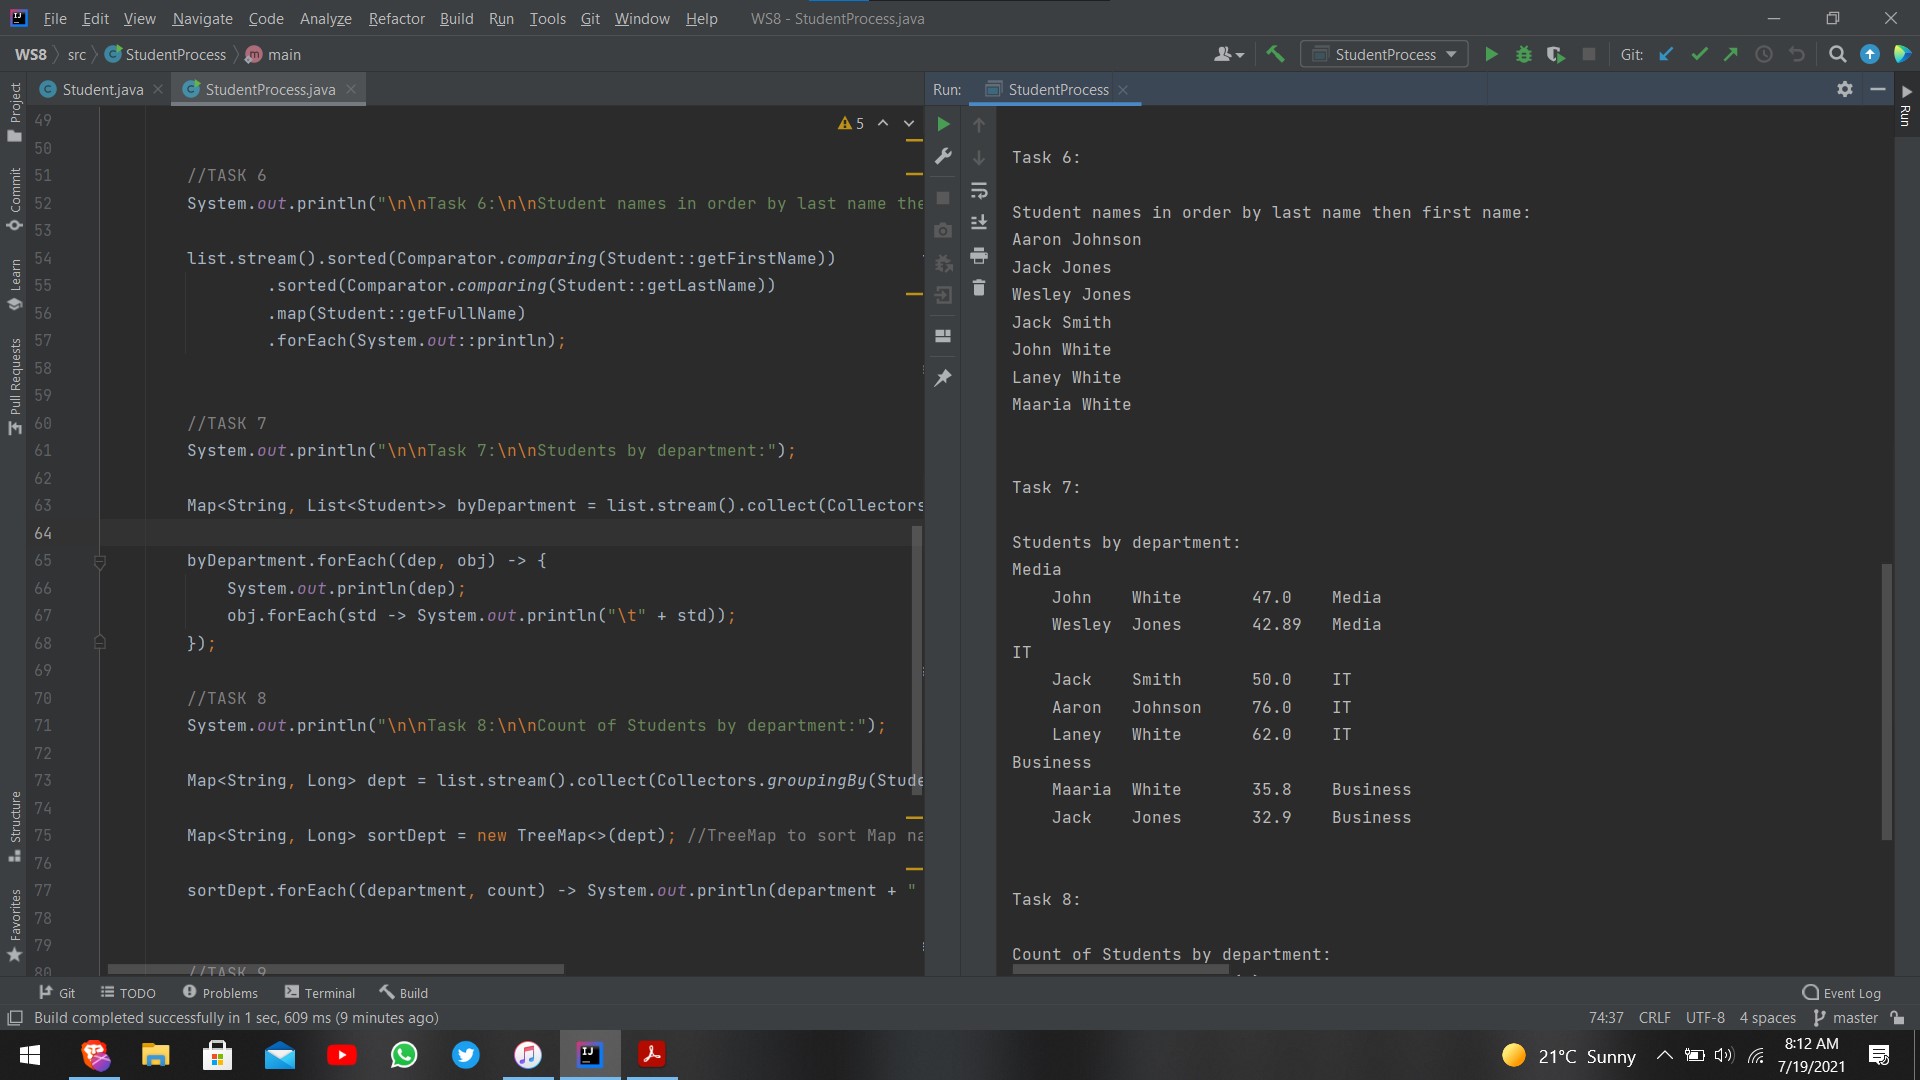 File Edit View Navigate Code Analyze Refactor Build Run Tools Git Window Help WS8 - StudentProcess.java
WS8 src StudentProcess main StudentProcess Git:
Student.java StudentProcess.java Run: StudentProcess
Project
Commit
Learn
Pull Requests
Structure
Favorites
5
49
50
51 //TASK 6
52 System.out.println("\n\nTask 6:\n\nStudent names in order by last name the
53
54 list.stream().sorted(Comparator.comparing(Student::getFirstName))
55 .sorted(Comparator.comparing(Student::getLastName))
56 .map(Student::getFullName)
57 .forEach(System.out::println);
58
59
60 //TASK 7
61 System.out.println("\n\nTask 7:\n\nStudents by department:");
62
63 Map<String, List<Student>> byDepartment = list.stream().collect(Collectors
64
65 byDepartment.forEach((dep, obj) -> {
66 System.out.println(dep);
67 obj.forEach(std -> System.out.println("\t" + std));
68 });
69
70 //TASK 8
71 System.out.println("\n\nTask 8:\n\nCount of Students by department:");
72
73 Map<String, Long> dept = list.stream().collect(Collectors.groupingBy(Stude
74
75 Map<String, Long> sortDept = new TreeMap<>(dept); //TreeMap to sort Map na
76
77 sortDept.forEach((department, count) -> System.out.println(department + "
78
79
80 //TASK 9
Task 6:
Student names in order by last name then first name:
Aaron Johnson
Jack Jones
Wesley Jones
Jack Smith
John White
Laney White
Maaria White
Task 7:
Students by department:
Media
John White 47.0 Media
Wesley Jones 42.89 Media
IT
Jack Smith 50.0 IT
Aaron Johnson 76.0 IT
Laney White 62.0 IT
Business
Maaria White 35.8 Business
Jack Jones 32.9 Business
Task 8:
Count of Students by department:
Run
Git TODO Problems Terminal Build Event Log
Build completed successfully in 1 sec, 609 ms (9 minutes ago) 74:37 CRLF UTF-8 4 spaces master
21°C Sunny
8:12 AM
7/19/2021